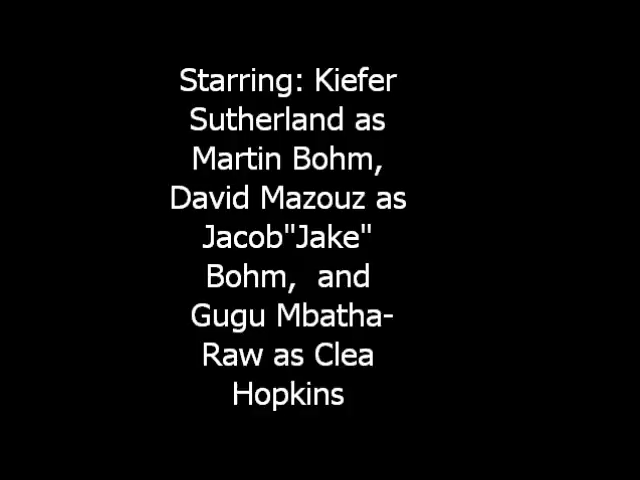 Starring: Kiefer
Sutherland as
Martin Bohm,
David Mazouz as
Jacob"Jake"
Bohm,  and
Gugu Mbatha-
Raw as Clea
Hopkins